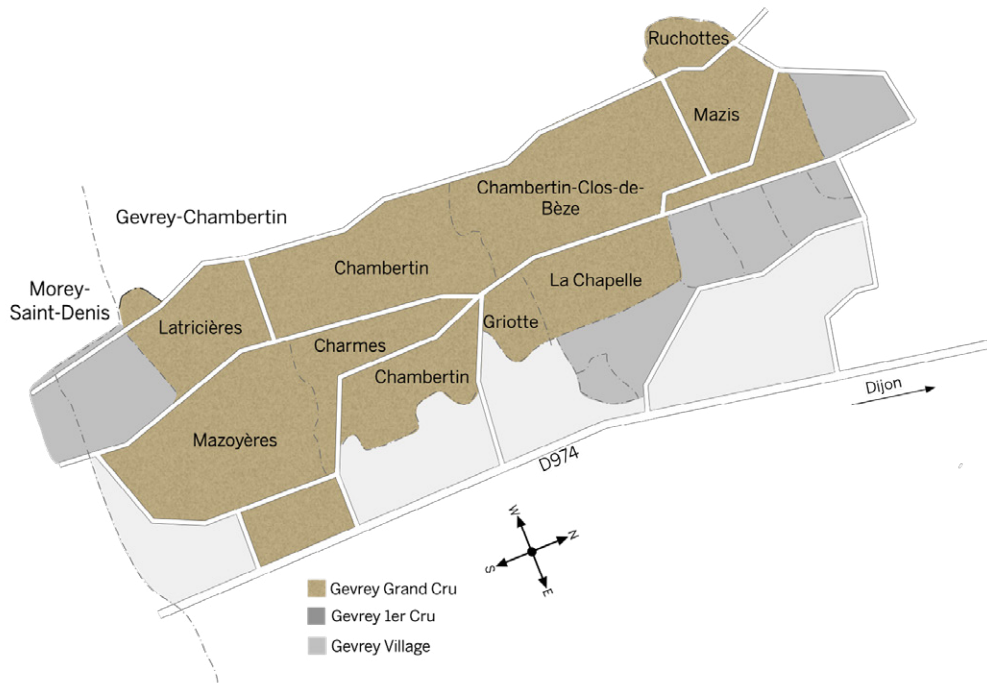 Ruchottes
Mazis
Chambertin-Clos-de-
Bèze
Gevrey-Chambertin
Chambertin
La Chapelle
Morey-
Saint-Denis
Latricières
Griotte
Charmes
Chambertin
Dijon
Mazoyères
D974
W
N
S
E
Gevrey Grand Cru
Gevrey 1er Cru
Gevrey Village